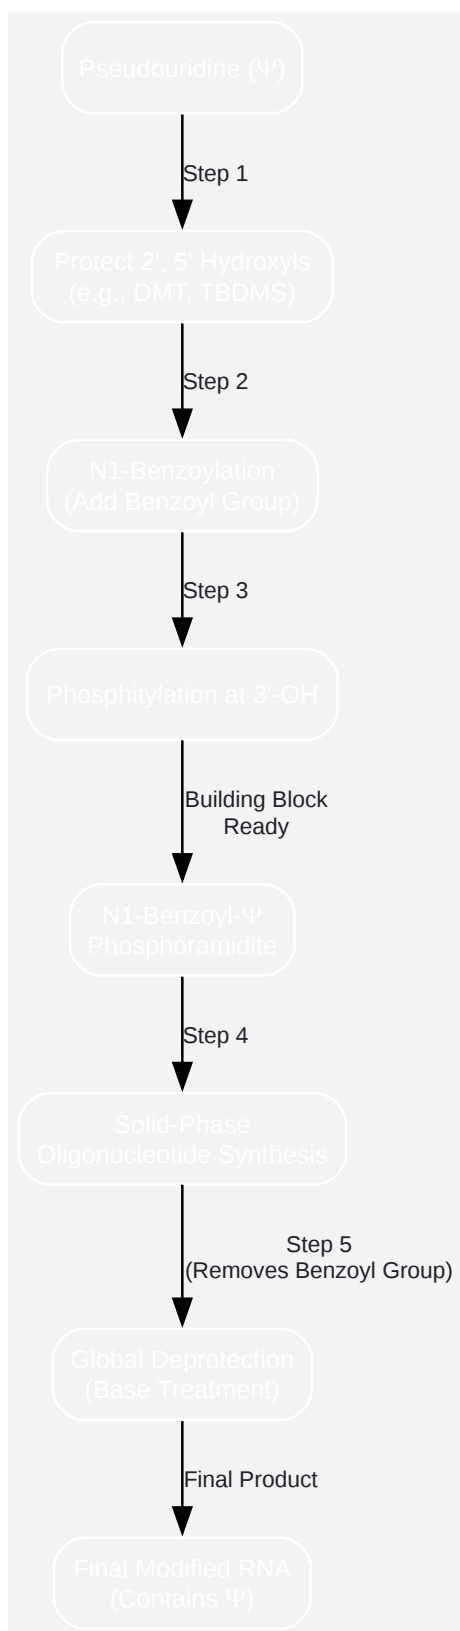 Pseudouridine (Ψ)
Step 1
Protect 2', 5' Hydroxyls
(e.g., DMT, TBDMS)
Step 2
N1-Benzoylation
(Add Benzoyl Group)
Step 3
Phosphitylation at 3'-OH
Building Block
Ready
N1-Benzoyl-Ψ
Phosphoramidite
Step 4
Solid-Phase
Oligonucleotide Synthesis
Step 5
(Removes Benzoyl Group)
Global Deprotection
(Base Treatment)
Final Product
Final Modified RNA
(Contains Ψ)